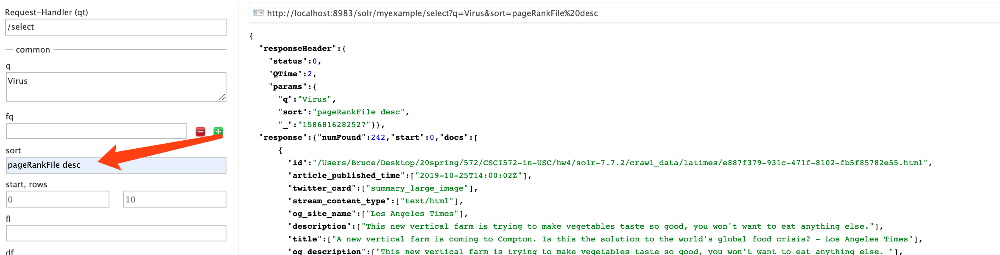 Request-Handler (qt)
/select
common
q
Virus
fq
sort
pageRankFile desc
start, rows
0
10
fl
df
http://localhost:8983/solr/myexample/select?q=Virus&sort=pageRankFile%20desc
{
"responseHeader":{
"status":0,
"QTime":2,
"params":{
"q":"Virus",
"sort":"pageRankFile desc",
"_":"1586816282527"}},
"response":{"numFound":242,"start":0,"docs":[
{
"id":"/Users/Bruce/Desktop/20spring/572/CSCI572-in-USC/hw4/solr-7.7.2/crawl_data/latimes/e887f379-931c-471f-8102-fb5f85782e55.html",
"article_published_time":["2019-10-25T14:00:02Z"],
"twitter_card":["summary_large_image"],
"stream_content_type":["text/html"],
"og_site_name":["Los Angeles Times"],
"description":["This new vertical farm is trying to make vegetables taste so good, you won't want to eat anything else."],
"title":["A new vertical farm is coming to Compton. Is this the solution to the world's global food crisis? - Los Angeles Times"],
"og_description":["This new vertical farm is trying to make vegetables taste so good, you won't want to eat anything else. "],